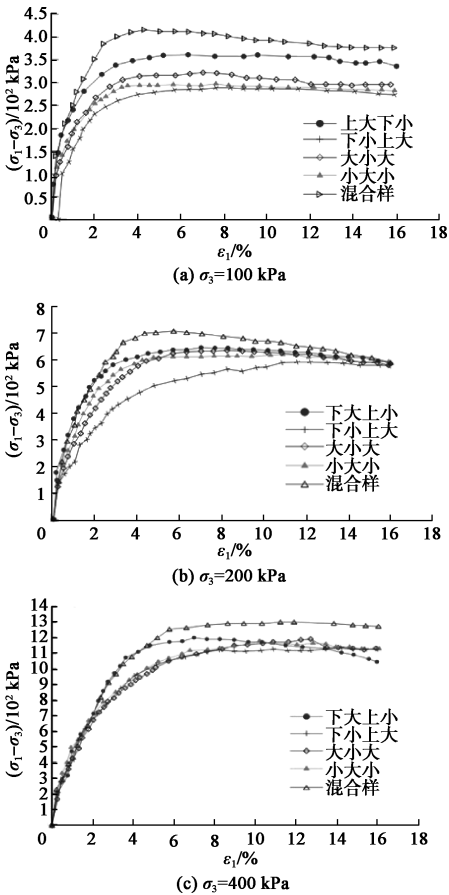 4.5
4.0
3.5
3.0
2.5
2.0
1.5
1.0
0.5
(σ₁−σ₃)/10² kPa
上大下小
下小上大
大小大
小大小
混合样
0 2 4 6 8 10 12 14 16 18
ε₁/%
(a) σ₃=100 kPa
8
7
6
5
4
3
2
1
(σ₁−σ₃)/10² kPa
下大上小
下小上大
大小大
小大小
混合样
0 2 4 6 8 10 12 14 16 18
ε₁/%
(b) σ₃=200 kPa
14
13
12
11
10
9
8
7
6
5
4
3
2
1
(σ₁−σ₃)/10² kPa
下大上小
下小上大
大小大
小大小
混合样
0 2 4 6 8 10 12 14 16 18
ε₁/%
(c) σ₃=400 kPa